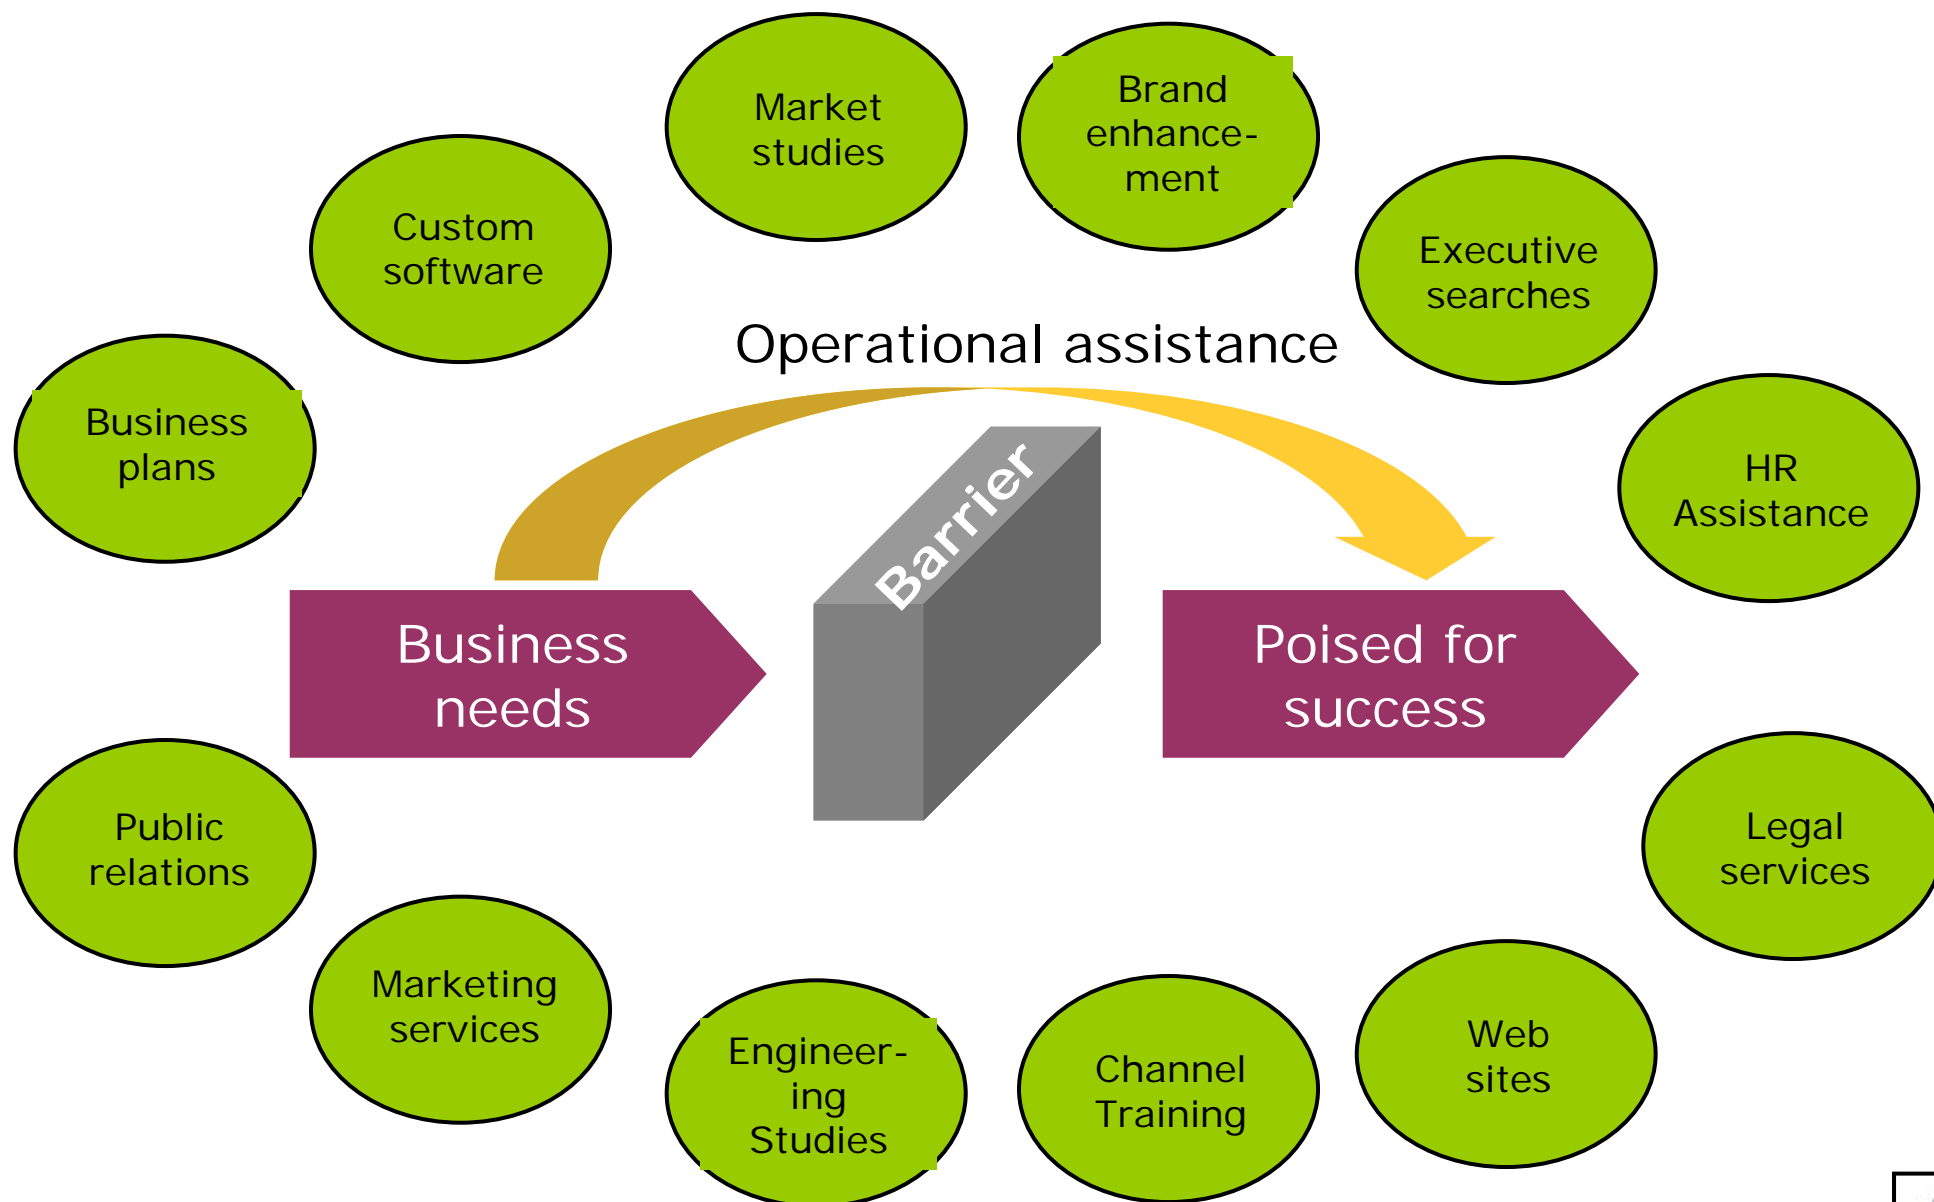 Market
studies
Brand
enhance-
ment
Custom
software
Executive
searches
Operational assistance
Business
plans
HR
Assistance
Barrier
Business
needs
Poised for
success
Public
relations
Legal
services
Marketing
services
Engineer-
ing
Studies
Channel
Training
Web
sites